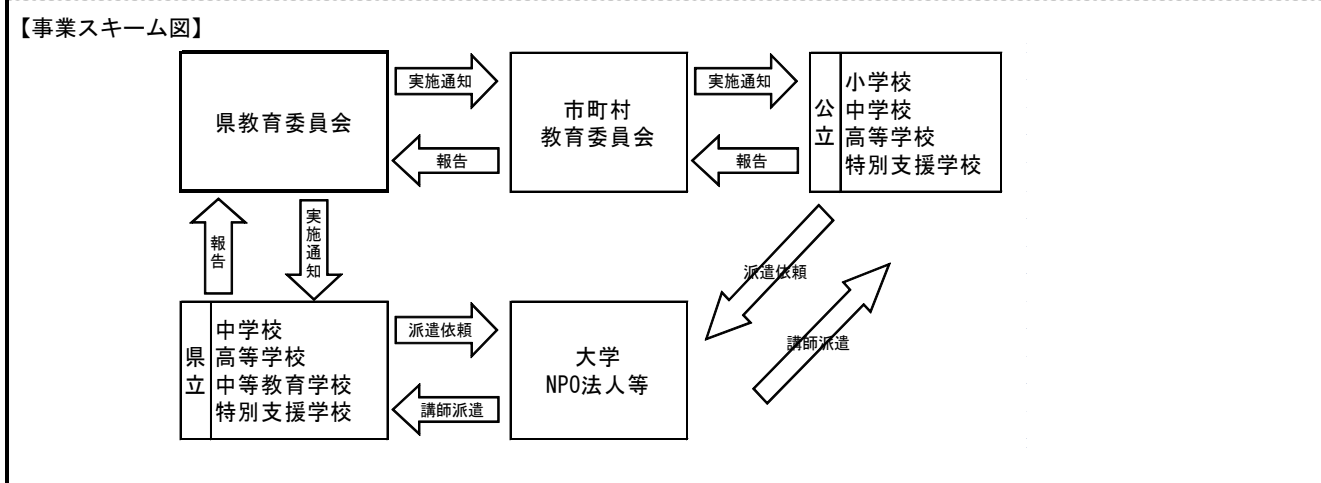 【事業スキーム図】
県教育委員会
実施通知
報告
市町村
教育委員会
実施通知
報告
公立
小学校
中学校
高等学校
特別支援学校
報告
実施通知
派遣依頼
講師派遣
県立
中学校
高等学校
中等教育学校
特別支援学校
派遣依頼
講師派遣
大学
NPO法人等